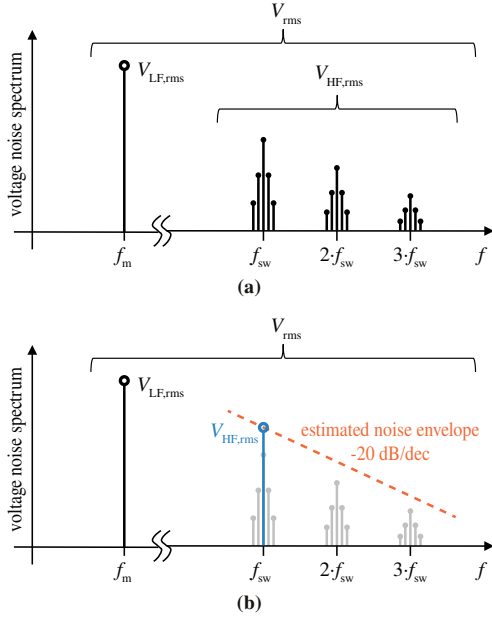 V_rms
V_LF,rms
V_HF,rms
voltage noise spectrum
f_m
f_sw
2·f_sw
3·f_sw
f
(a)
V_rms
V_LF,rms
V_HF,rms
estimated noise envelope
-20 dB/dec
voltage noise spectrum
f_m
f_sw
2·f_sw
3·f_sw
f
(b)